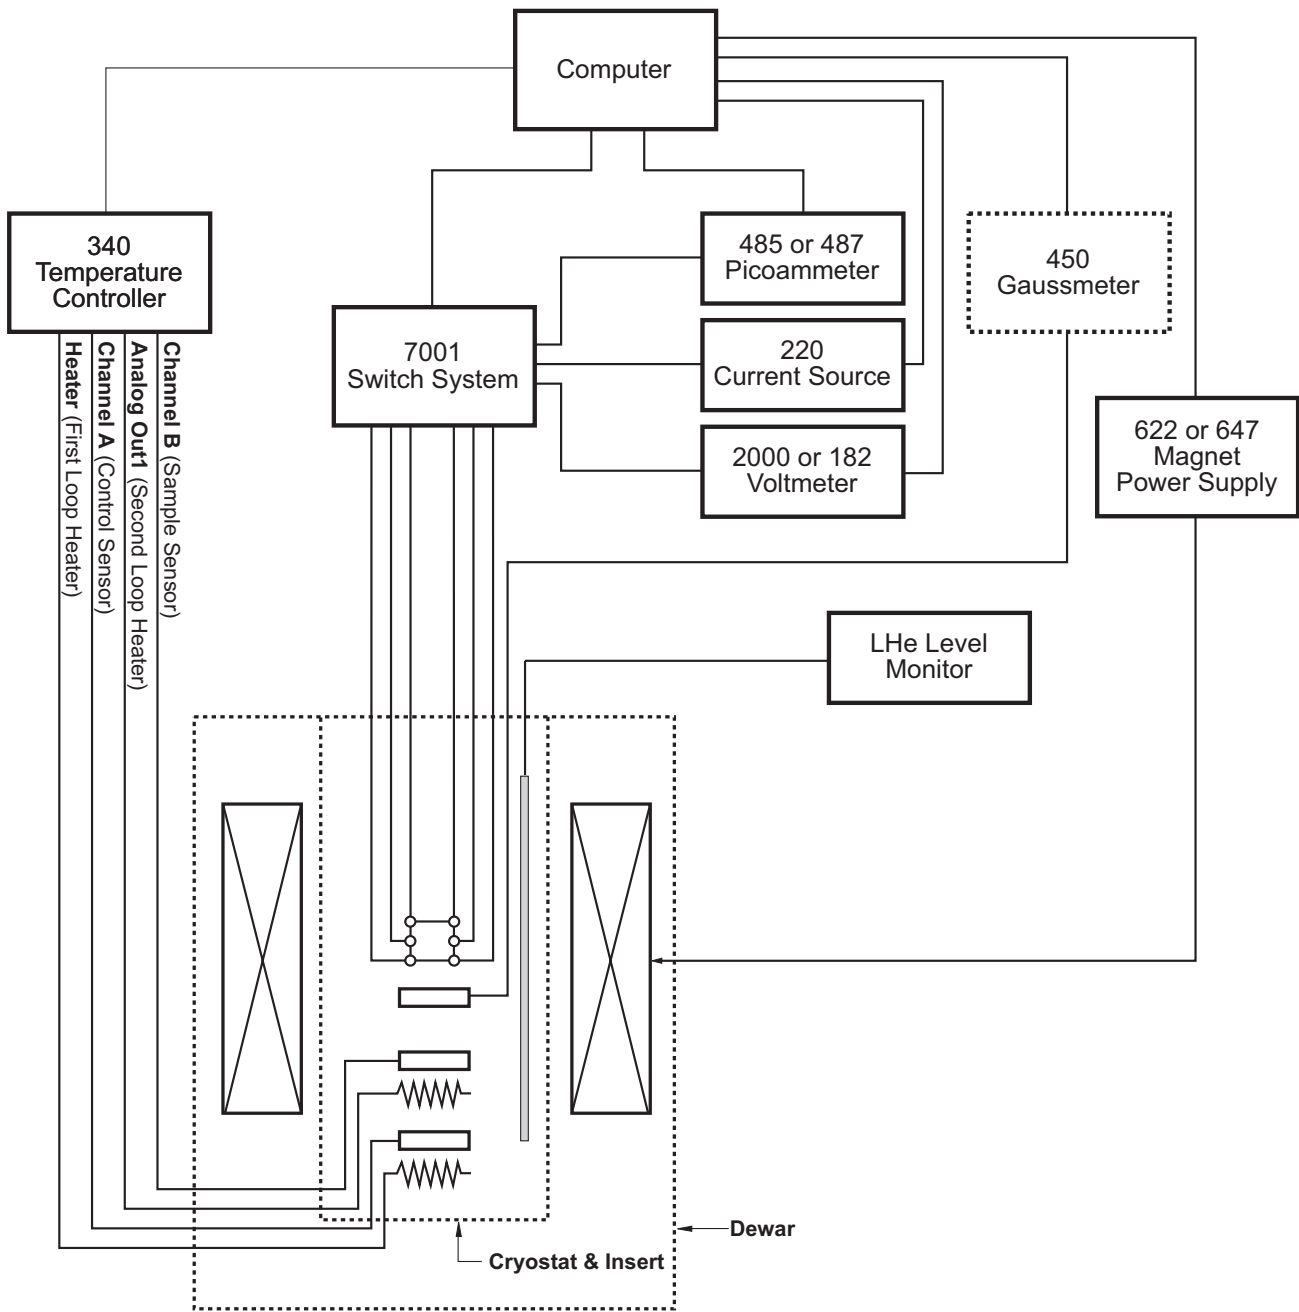 Computer
340
Temperature
Controller
485 or 487
Picoammeter
450
Gaussmeter
7001
Switch System
220
Current Source
2000 or 182
Voltmeter
622 or 647
Magnet
Power Supply
Heater (First Loop Heater)
Channel A (Control Sensor)
Analog Out1 (Second Loop Heater)
Channel B (Sample Sensor)
LHe Level
Monitor
Dewar
Cryostat & Insert